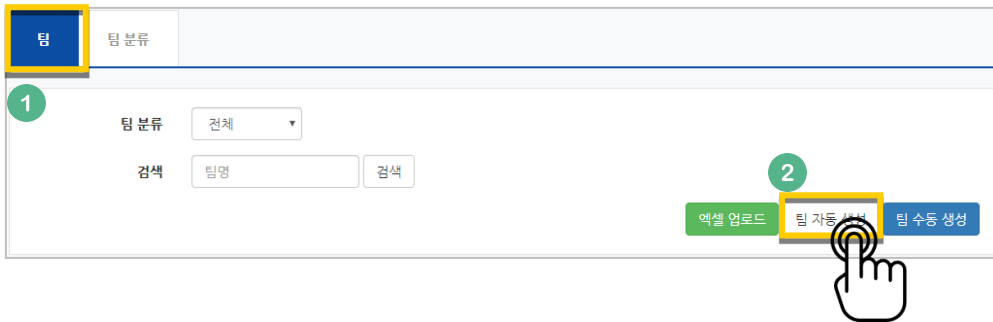 팀
팀 분류
1
팀 분류
전체
검색
팀명
검색
2
엑셀 업로드
팀 자동 생성
팀 수동 생성